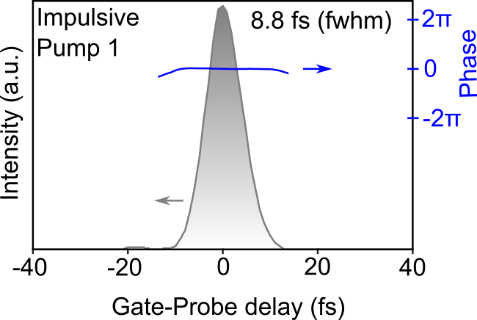 Impulsive
Pump 1
8.8 fs (fwhm)
2π
0
-2π
Phase
Intensity (a.u.)
-40
-20
0
20
40
Gate-Probe delay (fs)